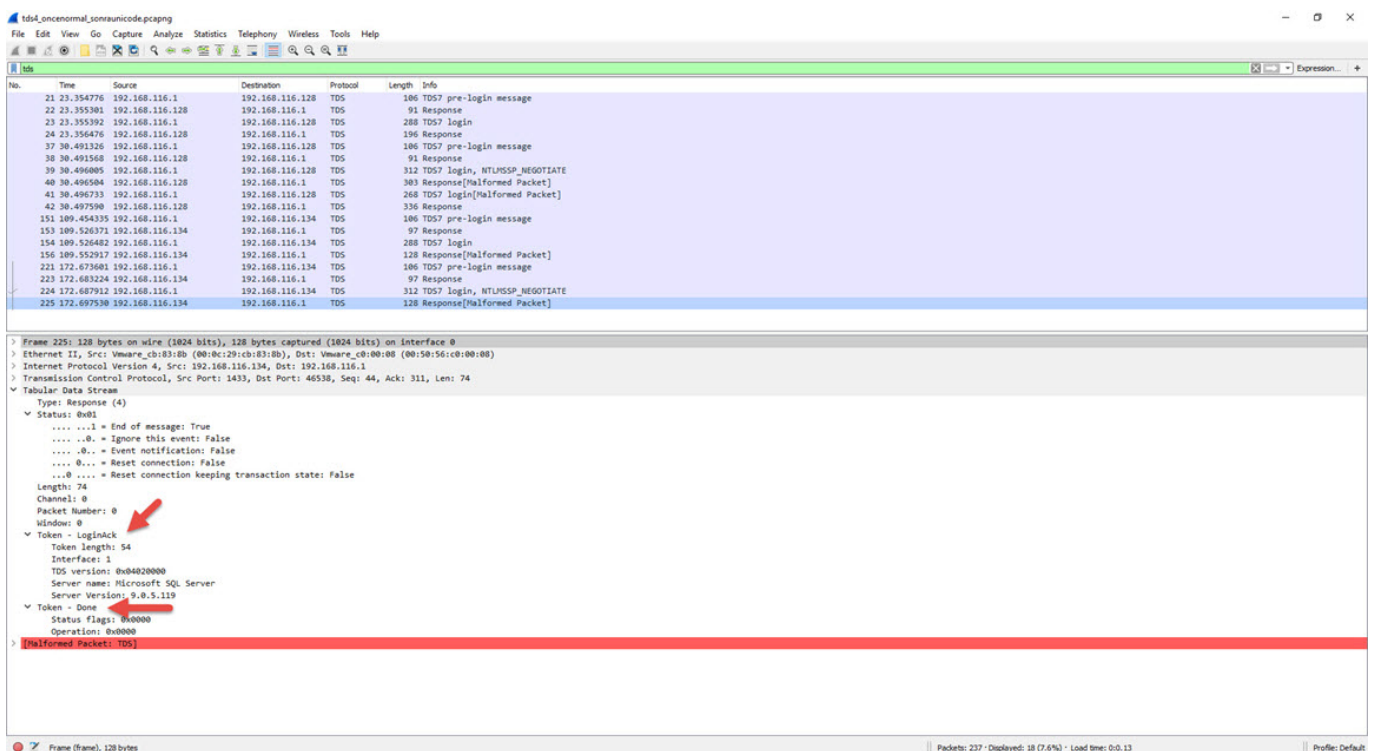 tds4_oncenormal_sonraunicode.pcapng
File Edit View Go Capture Analyze Statistics Telephony Wireless Tools Help
tds Expression... +
No. Time Source Destination Protocol Length Info
21 23.354776 192.168.116.1 192.168.116.128 TDS 106 TDS7 pre-login message
22 23.355301 192.168.116.128 192.168.116.1 TDS 91 Response
23 23.355392 192.168.116.1 192.168.116.128 TDS 288 TDS7 login
24 23.356476 192.168.116.128 192.168.116.1 TDS 196 Response
37 30.491326 192.168.116.1 192.168.116.128 TDS 106 TDS7 pre-login message
38 30.491568 192.168.116.128 192.168.116.1 TDS 91 Response
39 30.496005 192.168.116.1 192.168.116.128 TDS 312 TDS7 login, NTLMSSP_NEGOTIATE
40 30.496504 192.168.116.128 192.168.116.1 TDS 303 Response[Malformed Packet]
41 30.496733 192.168.116.1 192.168.116.128 TDS 268 TDS7 login[Malformed Packet]
42 30.497590 192.168.116.128 192.168.116.1 TDS 336 Response
151 109.454335 192.168.116.1 192.168.116.134 TDS 106 TDS7 pre-login message
153 109.526371 192.168.116.134 192.168.116.1 TDS 97 Response
154 109.526482 192.168.116.1 192.168.116.134 TDS 288 TDS7 login
156 109.552917 192.168.116.134 192.168.116.1 TDS 128 Response[Malformed Packet]
221 172.673601 192.168.116.1 192.168.116.134 TDS 106 TDS7 pre-login message
223 172.683224 192.168.116.134 192.168.116.1 TDS 97 Response
224 172.687912 192.168.116.1 192.168.116.134 TDS 312 TDS7 login, NTLMSSP_NEGOTIATE
225 172.697530 192.168.116.134 192.168.116.1 TDS 128 Response[Malformed Packet]
Frame 225: 128 bytes on wire (1024 bits), 128 bytes captured (1024 bits) on interface 0
Ethernet II, Src: Vmware_cb:83:8b (00:0c:29:cb:83:8b), Dst: Vmware_c0:00:08 (00:50:56:c0:00:08)
Internet Protocol Version 4, Src: 192.168.116.134, Dst: 192.168.116.1
Transmission Control Protocol, Src Port: 1433, Dst Port: 46538, Seq: 44, Ack: 311, Len: 74
Tabular Data Stream
Type: Response (4)
Status: 0x01
.... ...1 = End of message: True
.... ..0. = Ignore this event: False
.... .0.. = Event notification: False
.... 0... = Reset connection: False
...0 .... = Reset connection keeping transaction state: False
Length: 74
Channel: 0
Packet Number: 0
Window: 0
Token - LoginAck
Token length: 54
Interface: 1
TDS version: 0x04020000
Server name: Microsoft SQL Server
Server Version: 9.0.5.119
Token - Done
Status flags: 0x0000
Operation: 0x0000
[Malformed Packet: TDS]
Frame (frame), 128 bytes Packets: 237 · Displayed: 18 (7.6%) · Load time: 0:0.13 Profile: Default